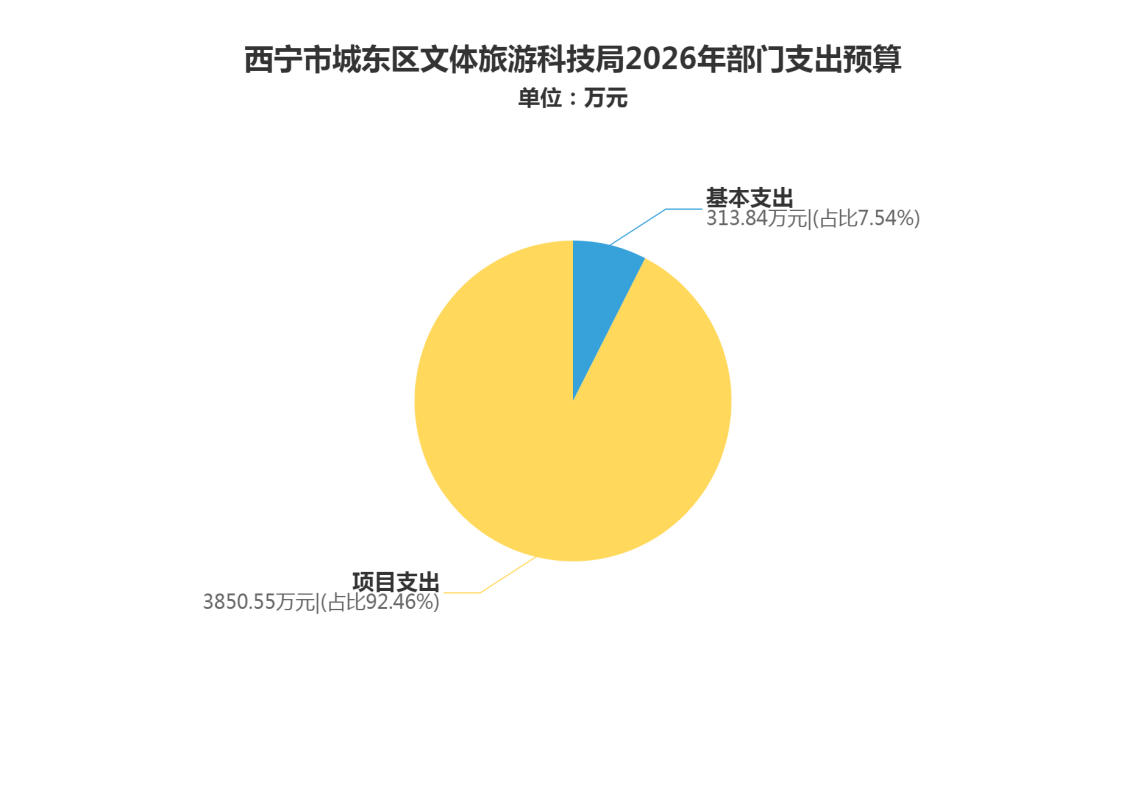 西宁市城东区文体旅游科技局2026年部门支出预算
单位：万元
基本支出
313.84万元|(占比7.54%)
项目支出
3850.55万元|(占比92.46%)